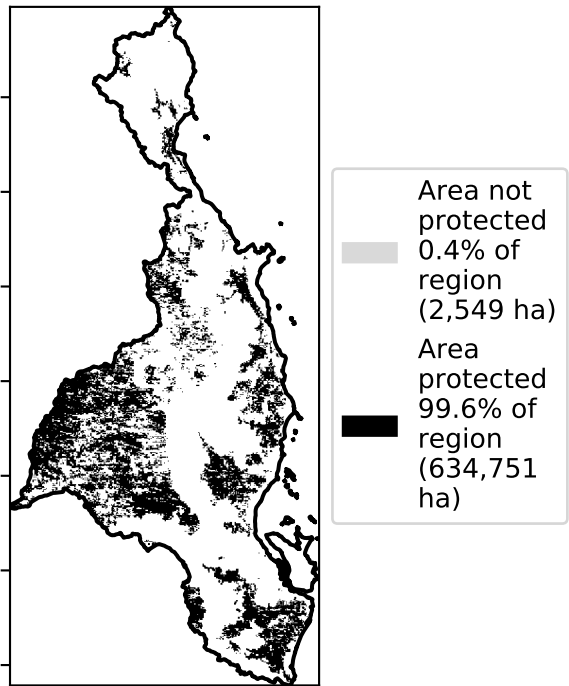 Area not
protected
0.4% of
region
(2,549 ha)
Area
protected
99.6% of
region
(634,751
ha)